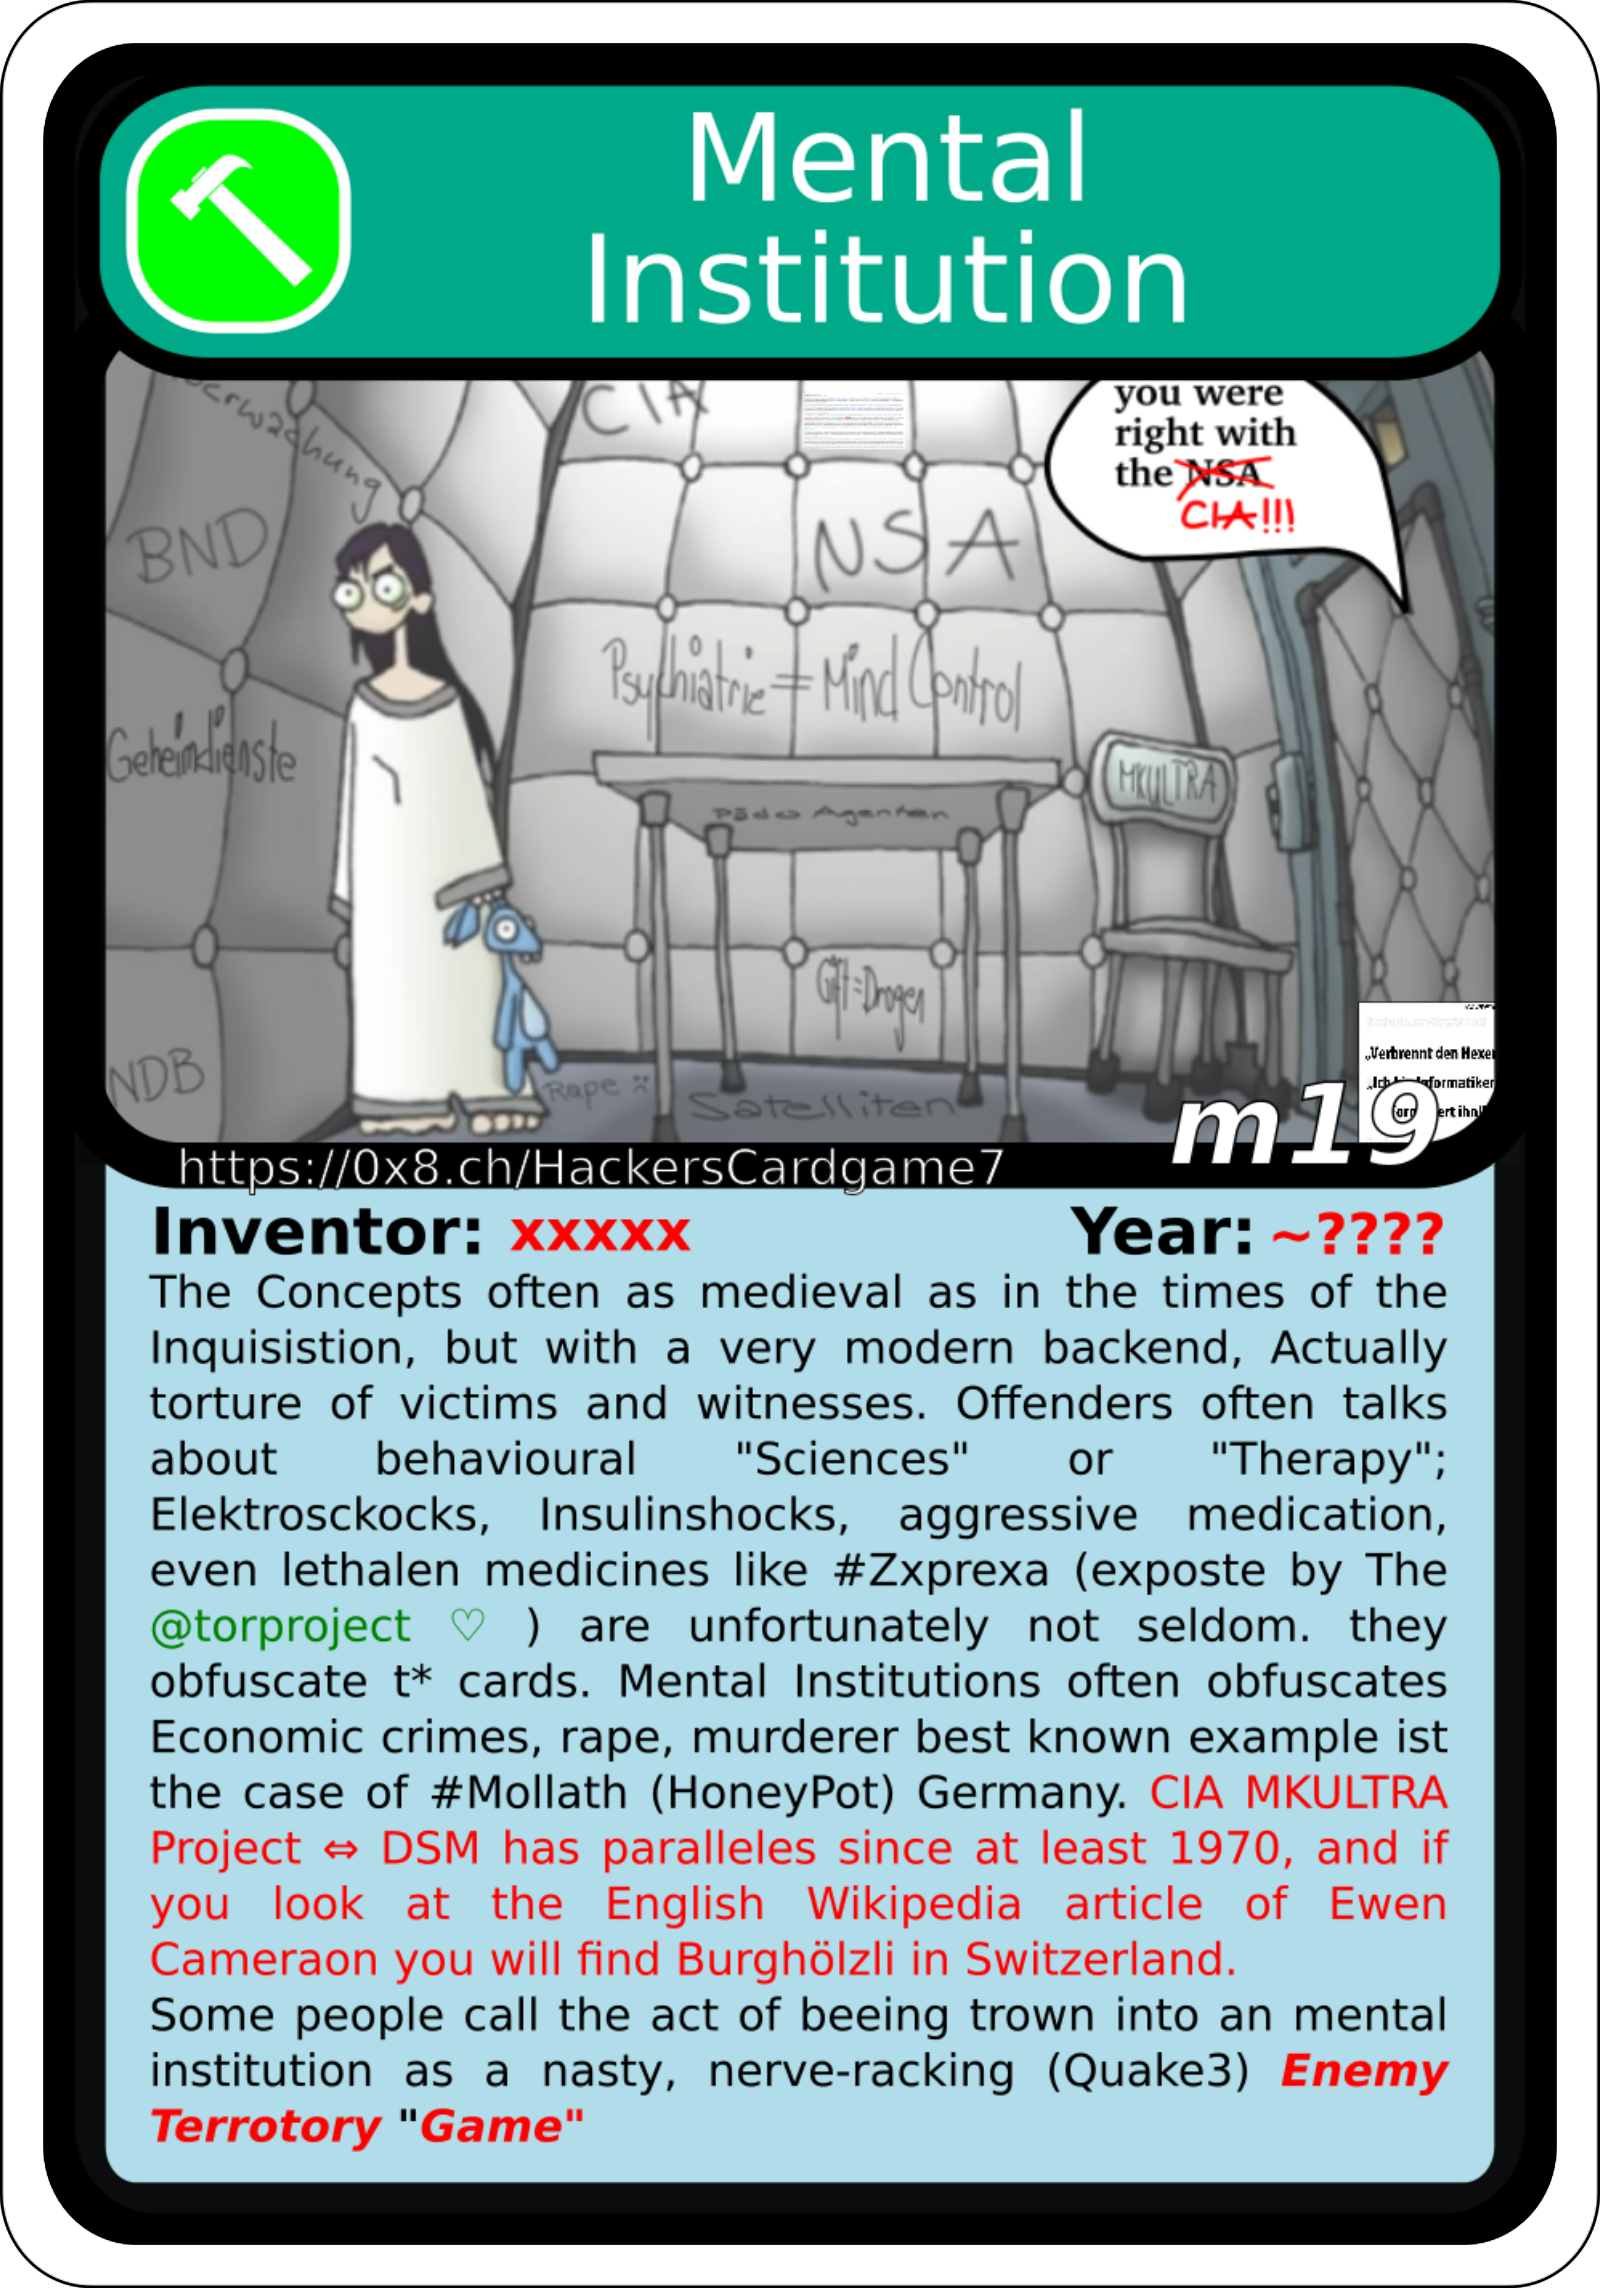 Mental
Institution
CIA
you were
right with
the NSA
CIA!!!
BND
NSA
Psychiatrie = Mind Control
Geheimdienste
MKULTRA
Pädo Agenten
Gift=Drogen
NDB
Rape :(
Satelliten
„Verbrennt den Hexer
„Ich
formatiker
m19
https://0x8.ch/HackersCardgame7
Inventor: xxxxx
Year: ~????
The Concepts often as medieval as in the times of the
Inquisistion, but with a very modern backend, Actually
torture of victims and witnesses. Offenders often talks
about behavioural "Sciences" or "Therapy";
Elektrosckocks, Insulinshocks, aggressive medication,
even lethalen medicines like #Zxprexa (exposte by The
@torproject ♡ ) are unfortunately not seldom. they
obfuscate t* cards. Mental Institutions often obfuscates
Economic crimes, rape, murderer best known example ist
the case of #Mollath (HoneyPot) Germany. CIA MKULTRA
Project ⇔ DSM has paralleles since at least 1970, and if
you look at the English Wikipedia article of Ewen
Cameraon you will find Burghölzli in Switzerland.
Some people call the act of beeing trown into an mental
institution as a nasty, nerve-racking (Quake3) Enemy
Terrotory "Game"